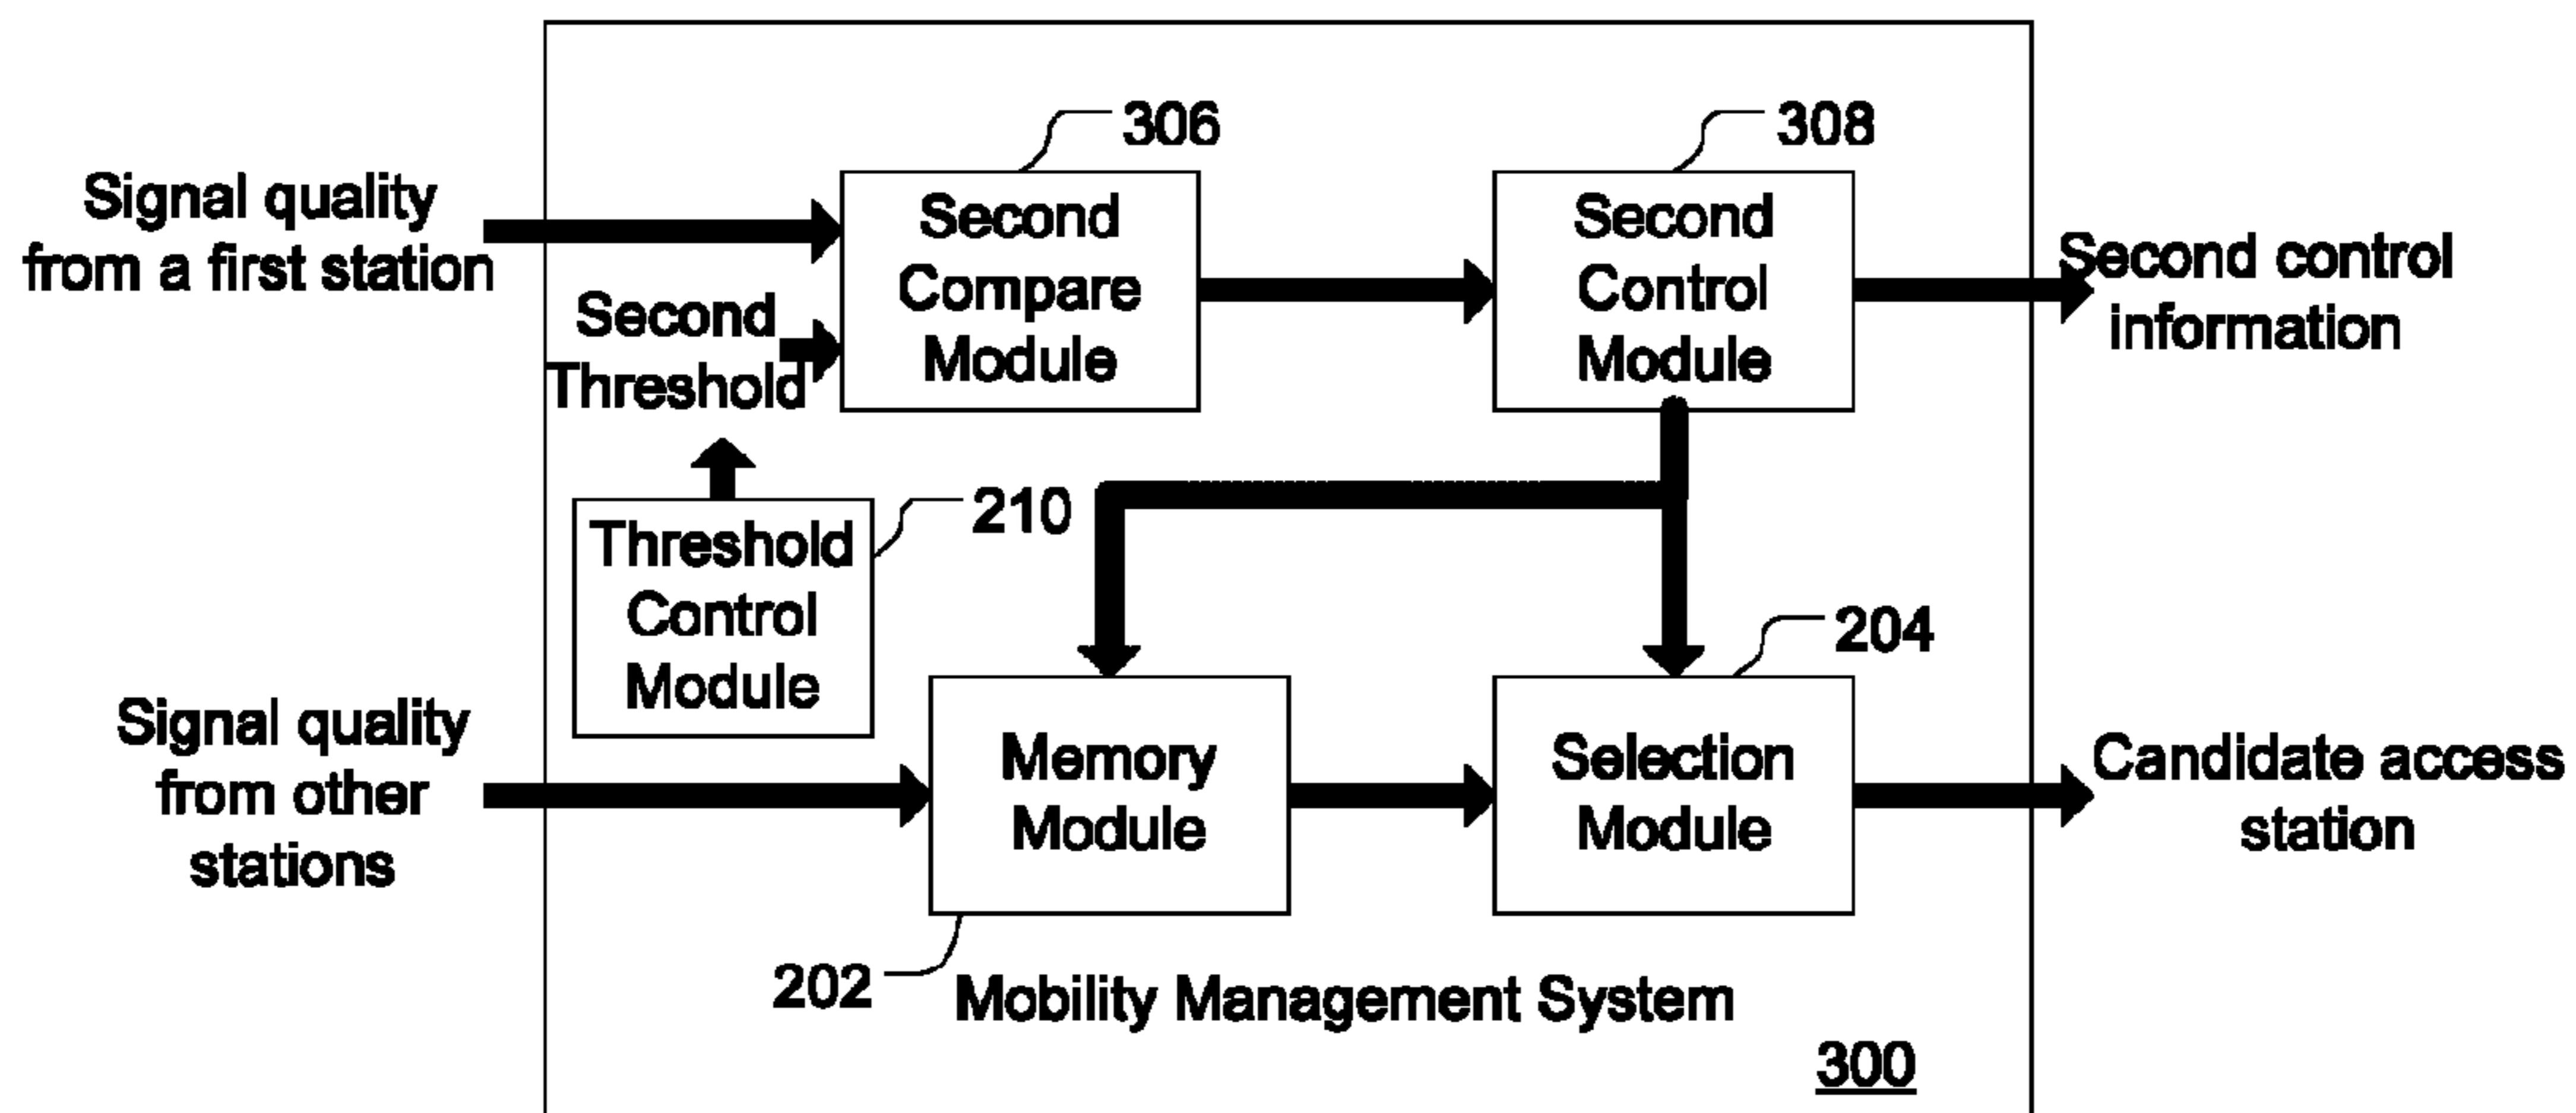 306
308
Signal quality
from a first station
Second
Compare
Module
Second
Control
Module
Second control
information
Second
Threshold
210
Threshold
Control
Module
204
Signal quality
from other
stations
Memory
Module
Selection
Module
Candidate access
station
202
Mobility Management System
300